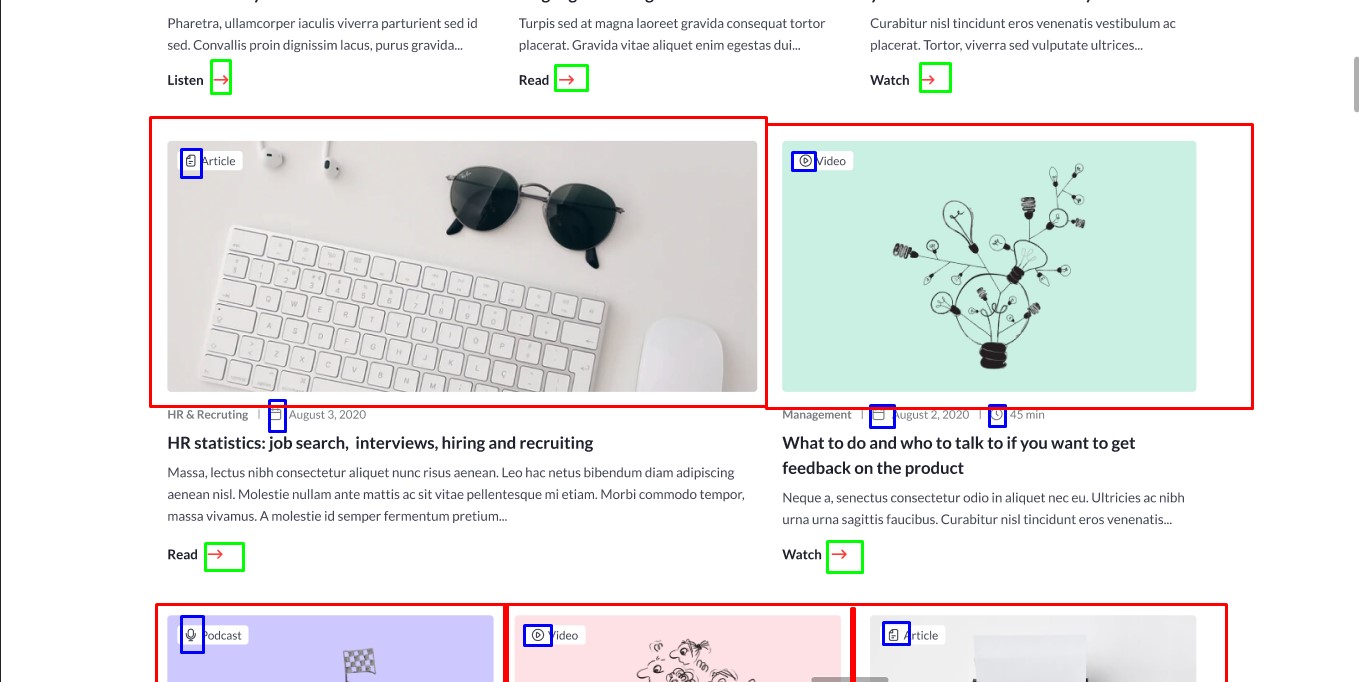 Pharetra, ullamcorper iaculis viverra parturient sed id
sed. Convallis proin dignissim lacus, purus gravida...
Listen
Turpis sed at magna laoreet gravida consequat tortor
placerat. Gravida vitae aliquet enim egestas dui...
Read
Curabitur nisl tincidunt eros venenatis vestibulum ac
placerat. Tortor, viverra sed vulputate ultrices...
Watch
Article
HR & Recruting | August 3, 2020
HR statistics: job search, interviews, hiring and recruiting
Massa, lectus nibh consectetur aliquet nunc risus aenean. Leo hac netus bibendum diam adipiscing
aenean nisl. Molestie nullam ante mattis ac sit vitae pellentesque mi etiam. Morbi commodo tempor,
massa vivamus. A molestie id semper fermentum pretium...
Read
Video
Management | August 2, 2020 | 45 min
What to do and who to talk to if you want to get
feedback on the product
Neque a, senectus consectetur odio in aliquet nec eu. Ultricies ac nibh
urna urna sagittis faucibus. Curabitur nisl tincidunt eros venenatis...
Watch
Podcast
Video
Article